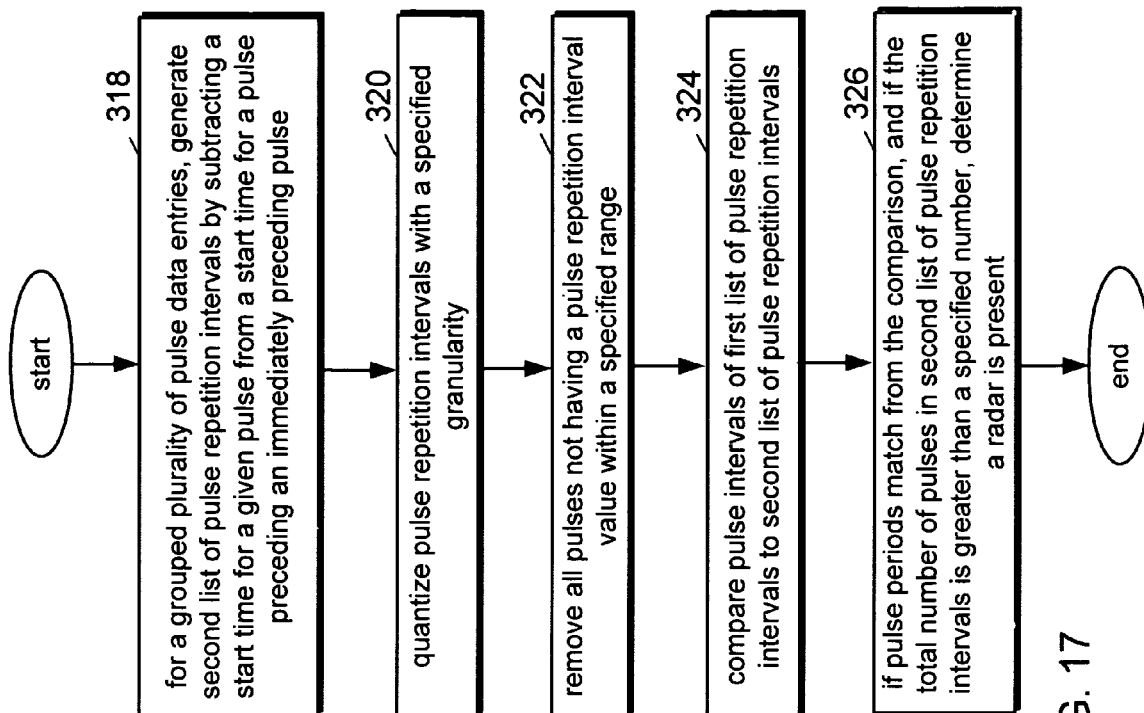 start
318
for a grouped plurality of pulse data entries, generate
second list of pulse repetition intervals by subtracting a
start time for a given pulse from a start time for a pulse
preceding an immediately preceding pulse
320
quantize pulse repetition intervals with a specified
granularity
322
remove all pulses not having a pulse repetition interval
value within a specified range
324
compare pulse intervals of first list of pulse repetition
intervals to second list of pulse repetition intervals
326
if pulse periods match from the comparison, and if the
total number of pulses in second list of pulse repetition
intervals is greater than a specified number, determine
a radar is present
end
G. 17